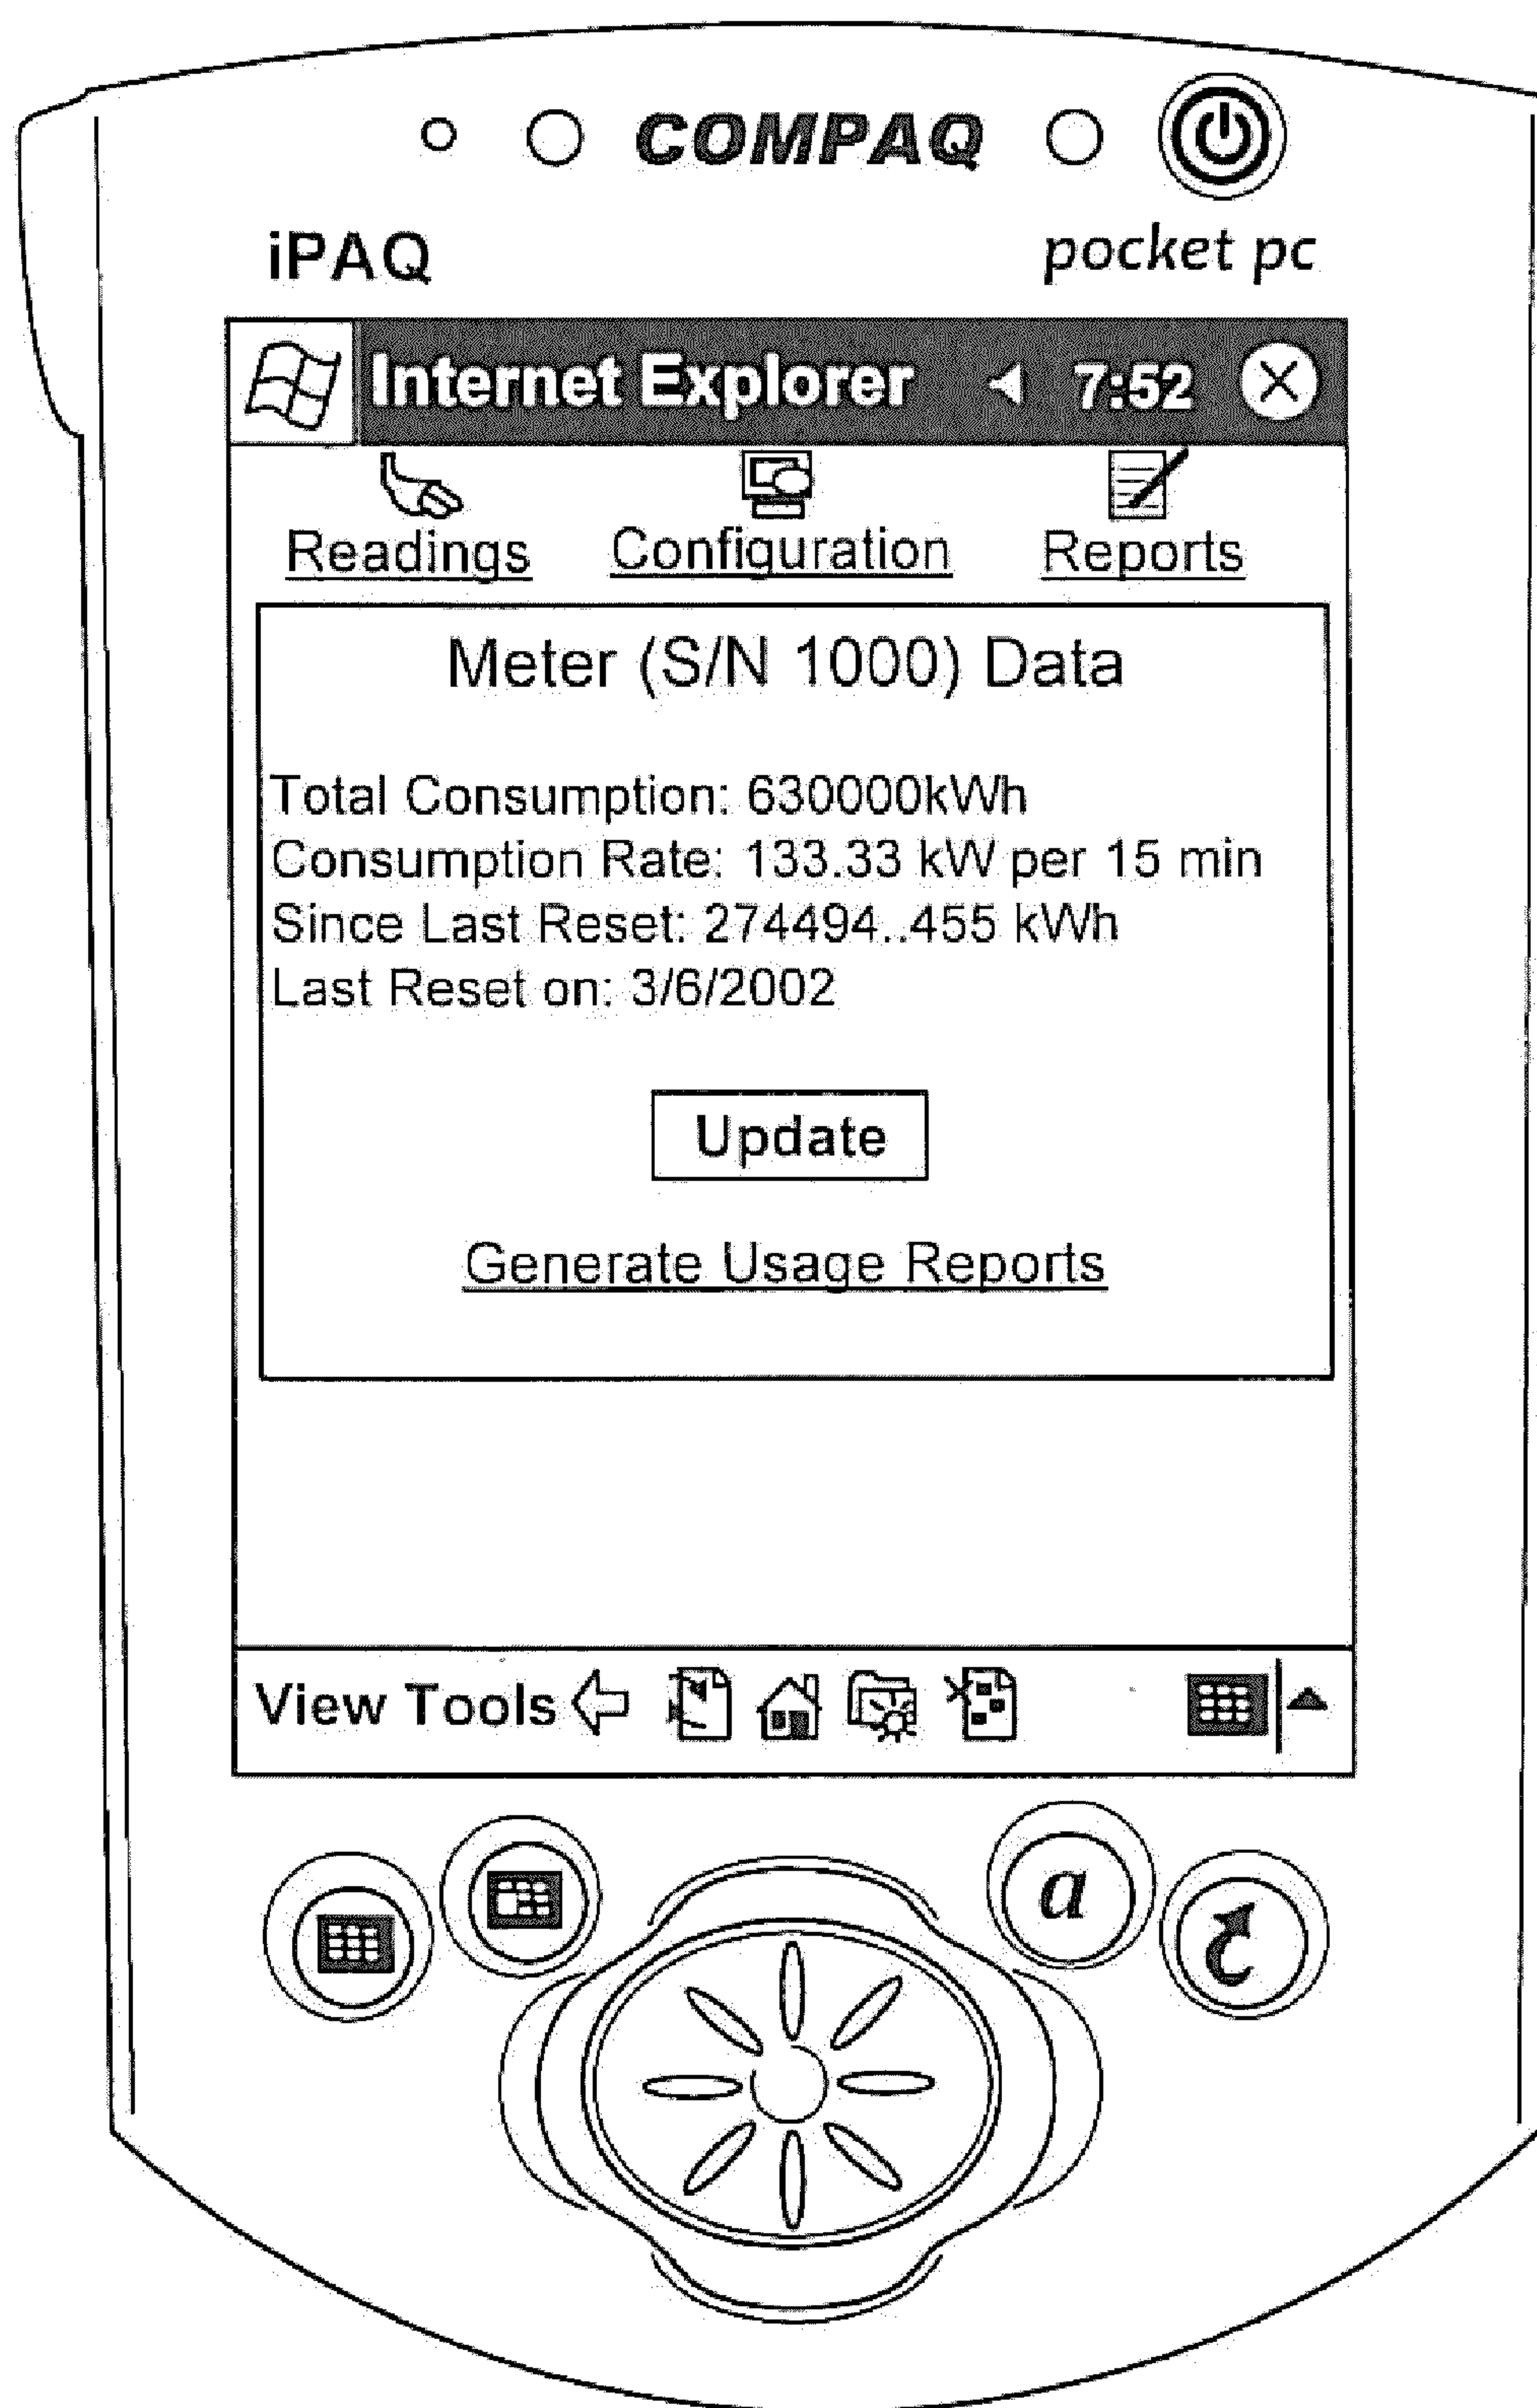 COMPAQ
iPAQ pocket pc
Internet Explorer 7:52
Readings Configuration Reports
Meter (S/N 1000) Data
Total Consumption: 630000kWh
Consumption Rate: 133.33 kW per 15 min
Since Last Reset: 274494..455 kWh
Last Reset on: 3/6/2002
Update
Generate Usage Reports
View Tools
a